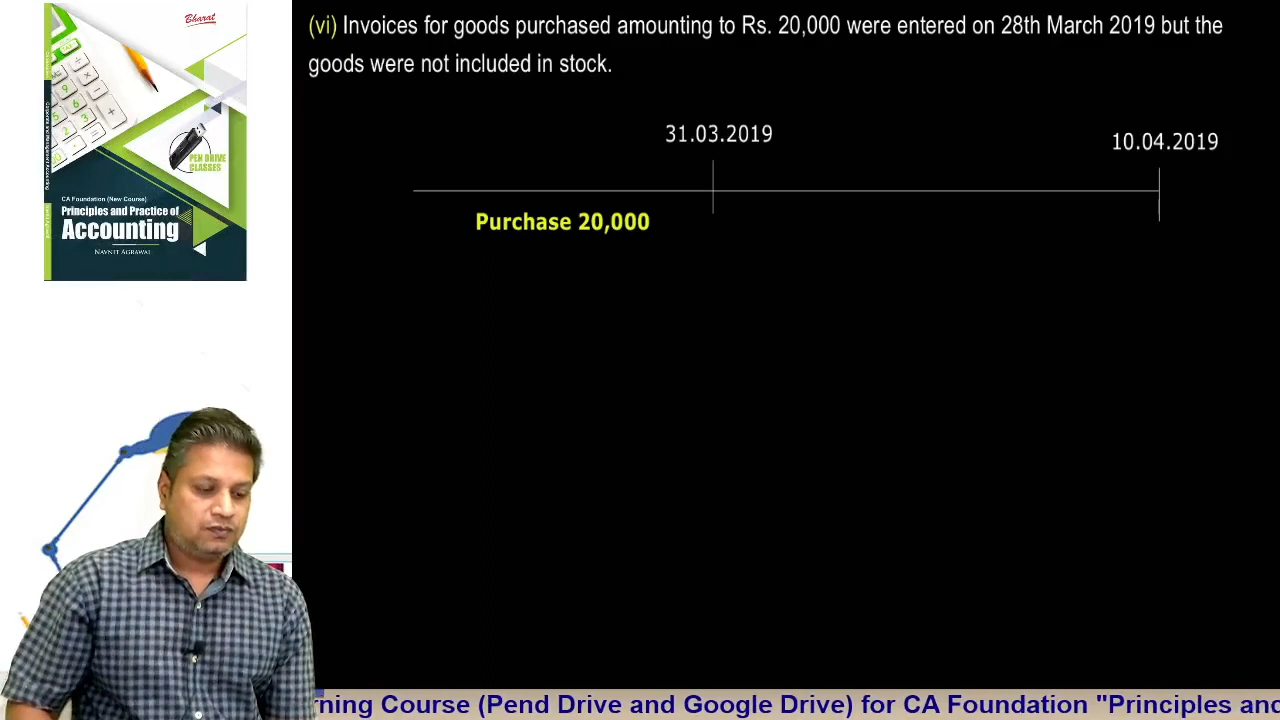 (vi) Invoices for goods purchased amounting to Rs. 20,000 were entered on 28th March 2019 but the
goods were not included in stock.
31.03.2019
10.04.2019
Purchase 20,000
Bharat
PEN DRIVE
CLASSES
CA Foundation (New Course)
Principles and Practice of
Accounting
NAVNIT AGRAWAL
rning Course (Pend Drive and Google Drive) for CA Foundation "Principles and